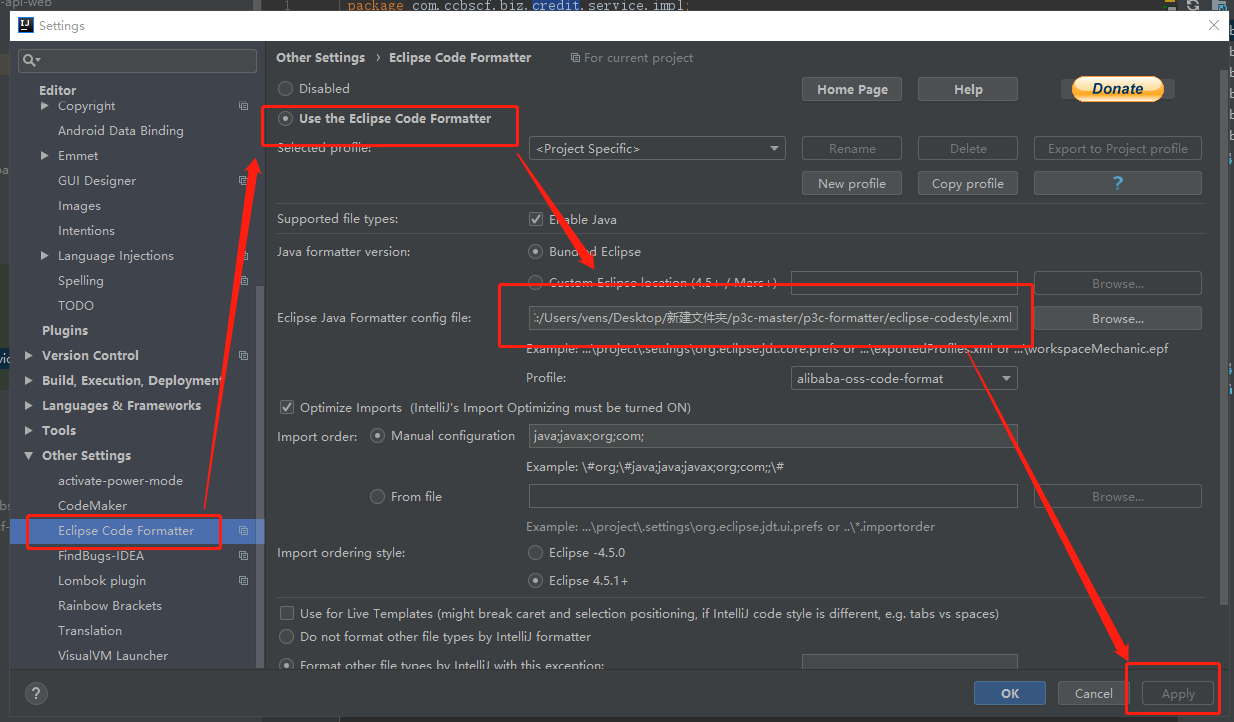 -api-web
1 package com.ccbscf.biz.credit.service.impl;
Settings
Editor
Copyright
Android Data Binding
Emmet
GUI Designer
Images
Intentions
Language Injections
Spelling
TODO
Plugins
Version Control
Build, Execution, Deployment
Languages & Frameworks
Tools
Other Settings
activate-power-mode
CodeMaker
Eclipse Code Formatter
FindBugs-IDEA
Lombok plugin
Rainbow Brackets
Translation
VisualVM Launcher
Other Settings › Eclipse Code Formatter For current project
Disabled
Home Page Help Donate
Use the Eclipse Code Formatter
Selected profile: <Project Specific> Rename Delete Export to Project profile
New profile Copy profile ?
Supported file types: Enable Java
Java formatter version: Bundled Eclipse
Custom Eclipse location (4.5+ / Mars+) Browse...
Eclipse Java Formatter config file: :/Users/vens/Desktop/新建文件夹/p3c-master/p3c-formatter/eclipse-codestyle.xml Browse...
Example: ...\project\.settings\org.eclipse.jdt.core.prefs or ...\exportedProfiles.xml or ...\workspaceMechanic.epf
Profile: alibaba-oss-code-format
Optimize Imports (IntelliJ's Import Optimizing must be turned ON)
Import order: Manual configuration java;javax;org;com;
Example: \#org;\#java;java;javax;org;com;;\#
From file Browse...
Example: ...\project\.settings\org.eclipse.jdt.ui.prefs or ..\*.importorder
Import ordering style: Eclipse -4.5.0
Eclipse 4.5.1+
Use for Live Templates (might break caret and selection positioning, if IntelliJ code style is different, e.g. tabs vs spaces)
Do not format other file types by IntelliJ formatter
Format other file types by IntelliJ with this exception:
? OK Cancel Apply